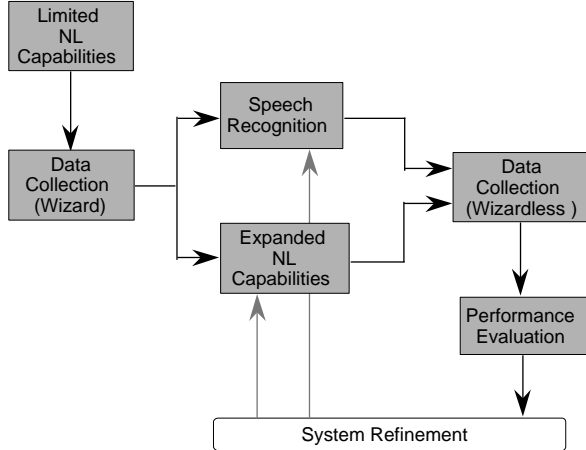 Limited
NL
Capabilities
Speech
Recognition
Data
Collection
(Wizard)
Data
Collection
(Wizardless )
Expanded
NL
Capabilities
Performance
Evaluation
System Refinement